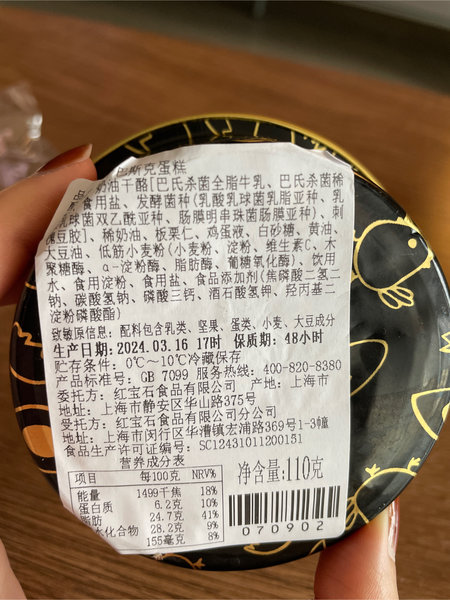 巴斯克蛋糕
奶油干酪[巴氏杀菌全脂牛乳、巴氏杀菌稀
食用盐、发酵菌种(乳酸乳球菌乳脂亚种、乳
乳球菌双乙酰亚种、肠膜明串珠菌肠膜亚种)、刺
槐豆胶]、稀奶油、板栗仁、鸡蛋液、白砂糖、黄油、
大豆油、低筋小麦粉(小麦粉、淀粉、维生素C、木
聚糖酶、α-淀粉酶、脂肪酶、葡糖氧化酶)、饮用
水、食用淀粉、食用盐、食品添加剂(焦磷酸二氢二
钠、碳酸氢钠、磷酸三钙、酒石酸氢钾、羟丙基二
淀粉磷酸酯)
致敏原信息：配料包含乳类、坚果、蛋类、小麦、大豆成分
生产日期:2024.03.16 17时 保质期:48小时
贮存条件：0℃~10℃冷藏保存
产品标准号：GB 7099 服务热线：400-820-8380
委托方：红宝石食品有限公司 产地：上海市
地址：上海市静安区华山路375号
受托方：红宝石食品有限公司分公司
地址：上海市闵行区华漕镇宏浦路369号1-3幢
食品生产许可证编号：SC12431011200151
营养成分表
项目 每100克 NRV%
能量 1499千焦 18%
蛋白质 6.2克 10%
脂肪 24.7克 41%
水化合物 28.2克 9%
155毫克 8%
净含量:110克
070902